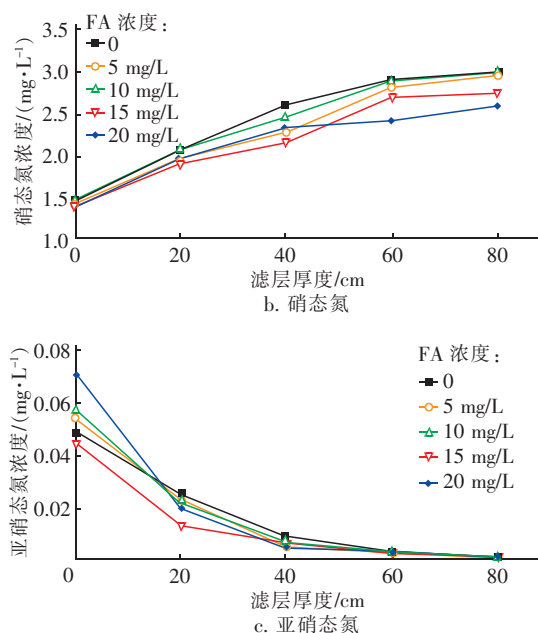 FA 浓度：
0
5 mg/L
10 mg/L
15 mg/L
20 mg/L
硝态氮浓度/(mg·L⁻¹)
3.5
3.0
2.5
2.0
1.5
1.0
0 20 40 60 80
滤层厚度/cm
b. 硝态氮
FA 浓度：
0
5 mg/L
10 mg/L
15 mg/L
20 mg/L
亚硝态氮浓度/(mg·L⁻¹)
0.08
0.06
0.04
0.02
0 20 40 60 80
滤层厚度/cm
c. 亚硝态氮